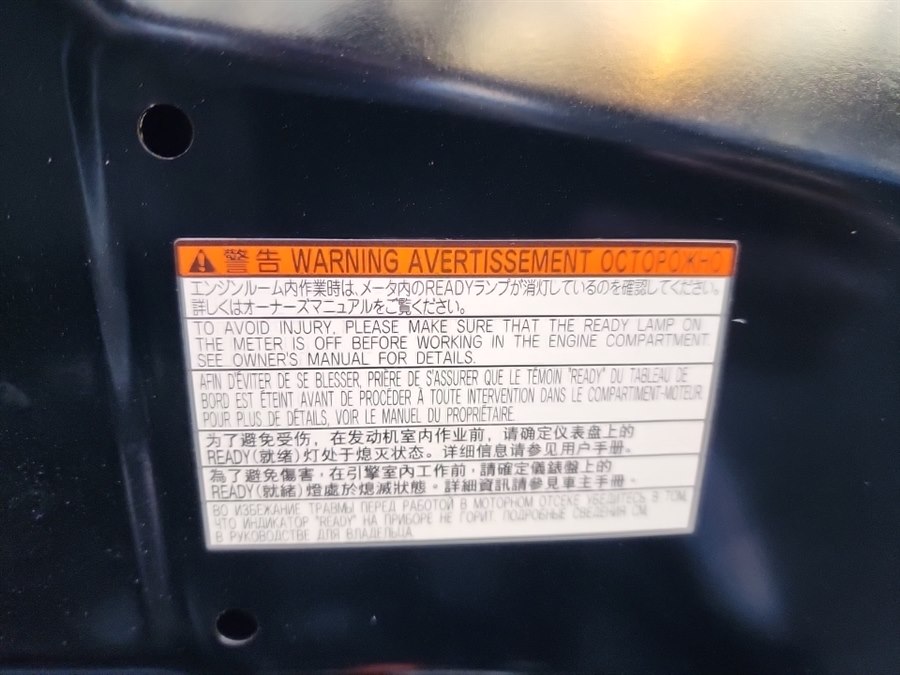 警告 WARNING AVERTISSEMENT ОСТОРОЖНО
エンジンルーム内作業時は、メータ内のREADYランプが消灯しているのを確認してください。
詳しくはオーナーズマニュアルをご覧ください。
TO AVOID INJURY, PLEASE MAKE SURE THAT THE READY LAMP ON
THE METER IS OFF BEFORE WORKING IN THE ENGINE COMPARTMENT.
SEE OWNER'S MANUAL FOR DETAILS.
AFIN D'ÉVITER DE SE BLESSER, PRIÈRE DE S'ASSURER QUE LE TÉMOIN "READY" DU TABLEAU DE
BORD EST ÉTEINT AVANT DE PROCÉDER À TOUTE INTERVENTION DANS LE COMPARTIMENT-MOTEUR.
POUR PLUS DE DÉTAILS, VOIR LE MANUEL DU PROPRIÉTAIRE.
为了避免受伤，在发动机室内作业前，请确定仪表盘上的
READY(就绪)灯处于熄灭状态。详细信息请参见用户手册。
為了避免傷害，在引擎室內工作前，請確定儀錶盤上的
READY(就緒)燈處於熄滅狀態。詳細資訊請參見車主手冊。
ВО ИЗБЕЖАНИЕ ТРАВМЫ ПЕРЕД РАБОТОЙ В МОТОРНОМ ОТСЕКЕ УБЕДИТЕСЬ В ТОМ,
ЧТО ИНДИКАТОР "READY" НА ПРИБОРЕ НЕ ГОРИТ. ПОДРОБНЫЕ СВЕДЕНИЯ СМ.
В РУКОВОДСТВЕ ДЛЯ ВЛАДЕЛЬЦА.